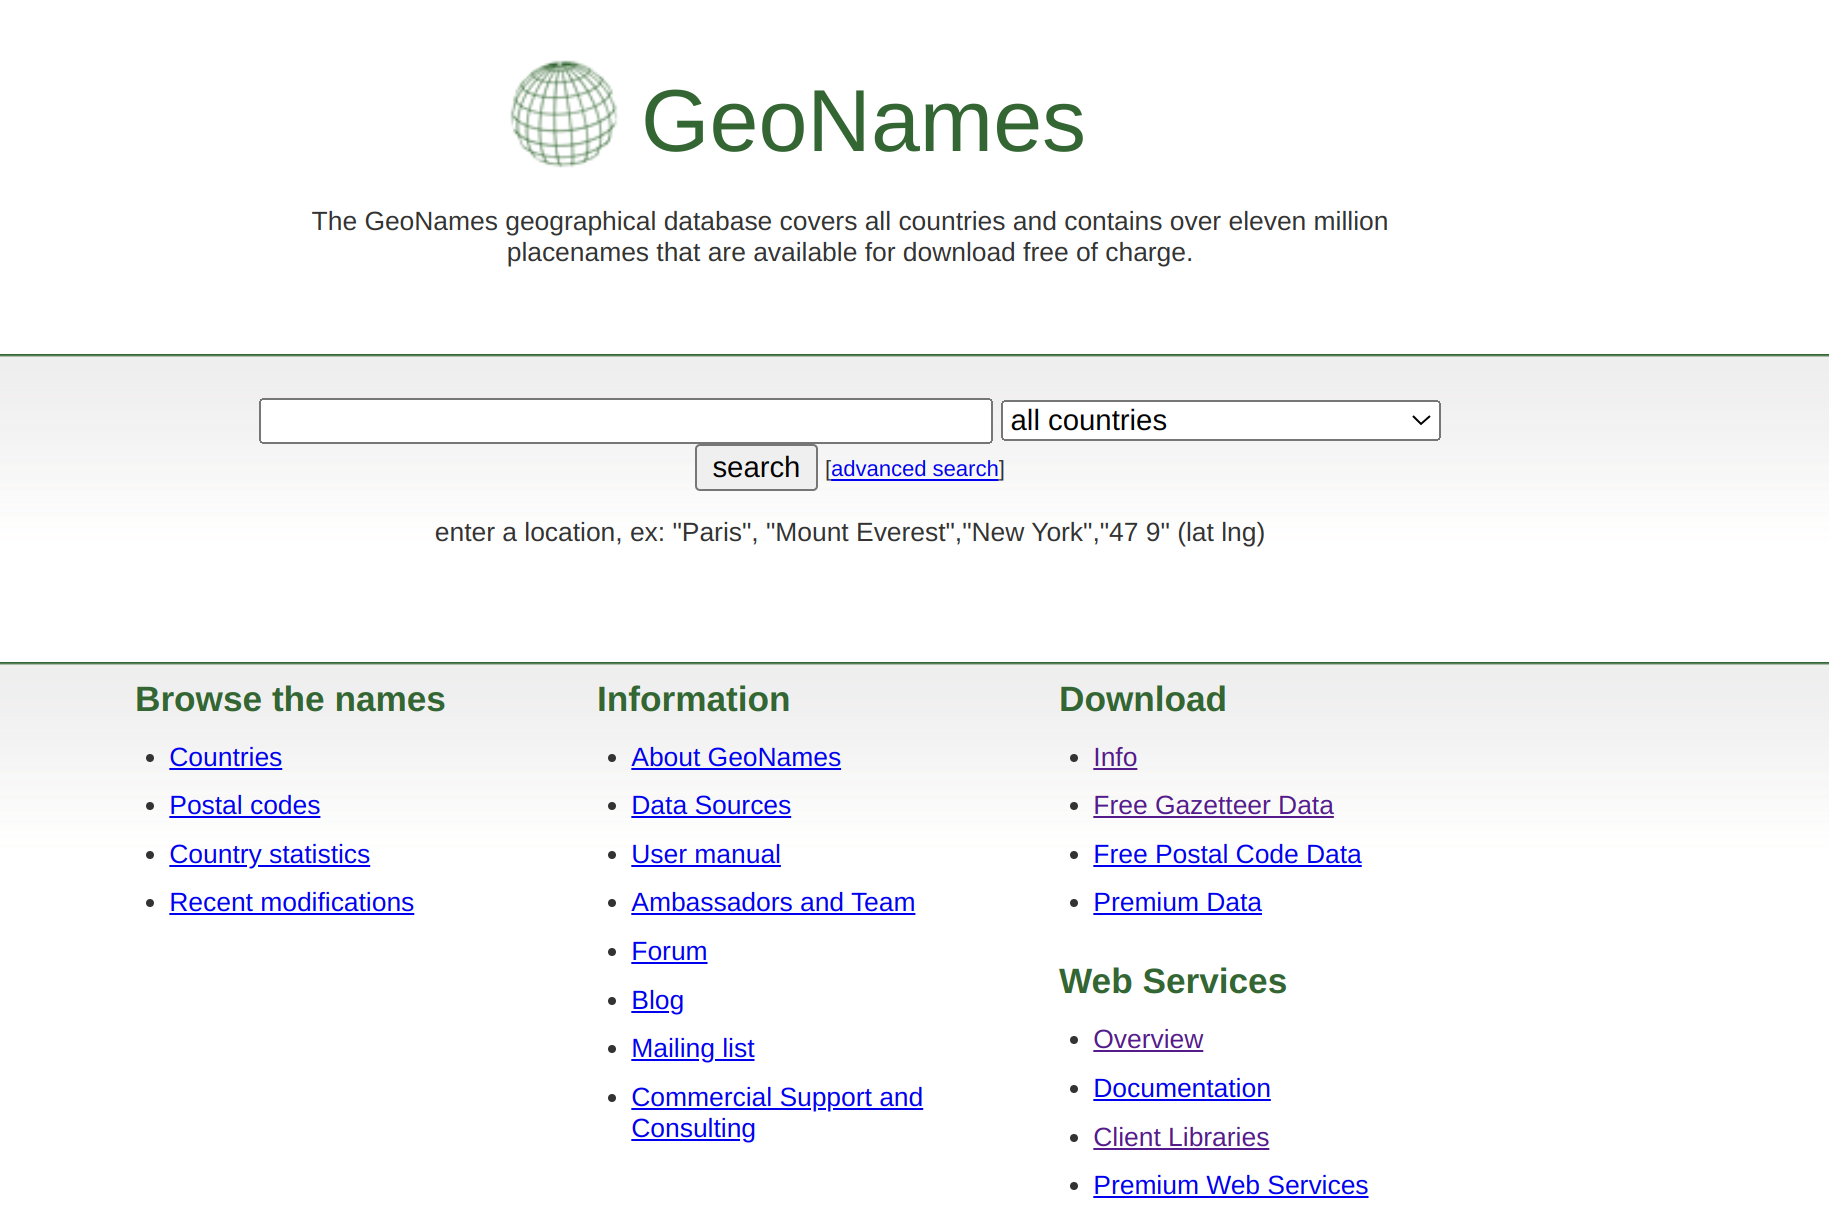 GeoNames
The GeoNames geographical database covers all countries and contains over eleven million
placenames that are available for download free of charge.
all countries
search [advanced search]
enter a location, ex: "Paris", "Mount Everest","New York","47 9" (lat lng)
Browse the names
Countries
Postal codes
Country statistics
Recent modifications
Information
About GeoNames
Data Sources
User manual
Ambassadors and Team
Forum
Blog
Mailing list
Commercial Support and
Consulting
Download
Info
Free Gazetteer Data
Free Postal Code Data
Premium Data
Web Services
Overview
Documentation
Client Libraries
Premium Web Services